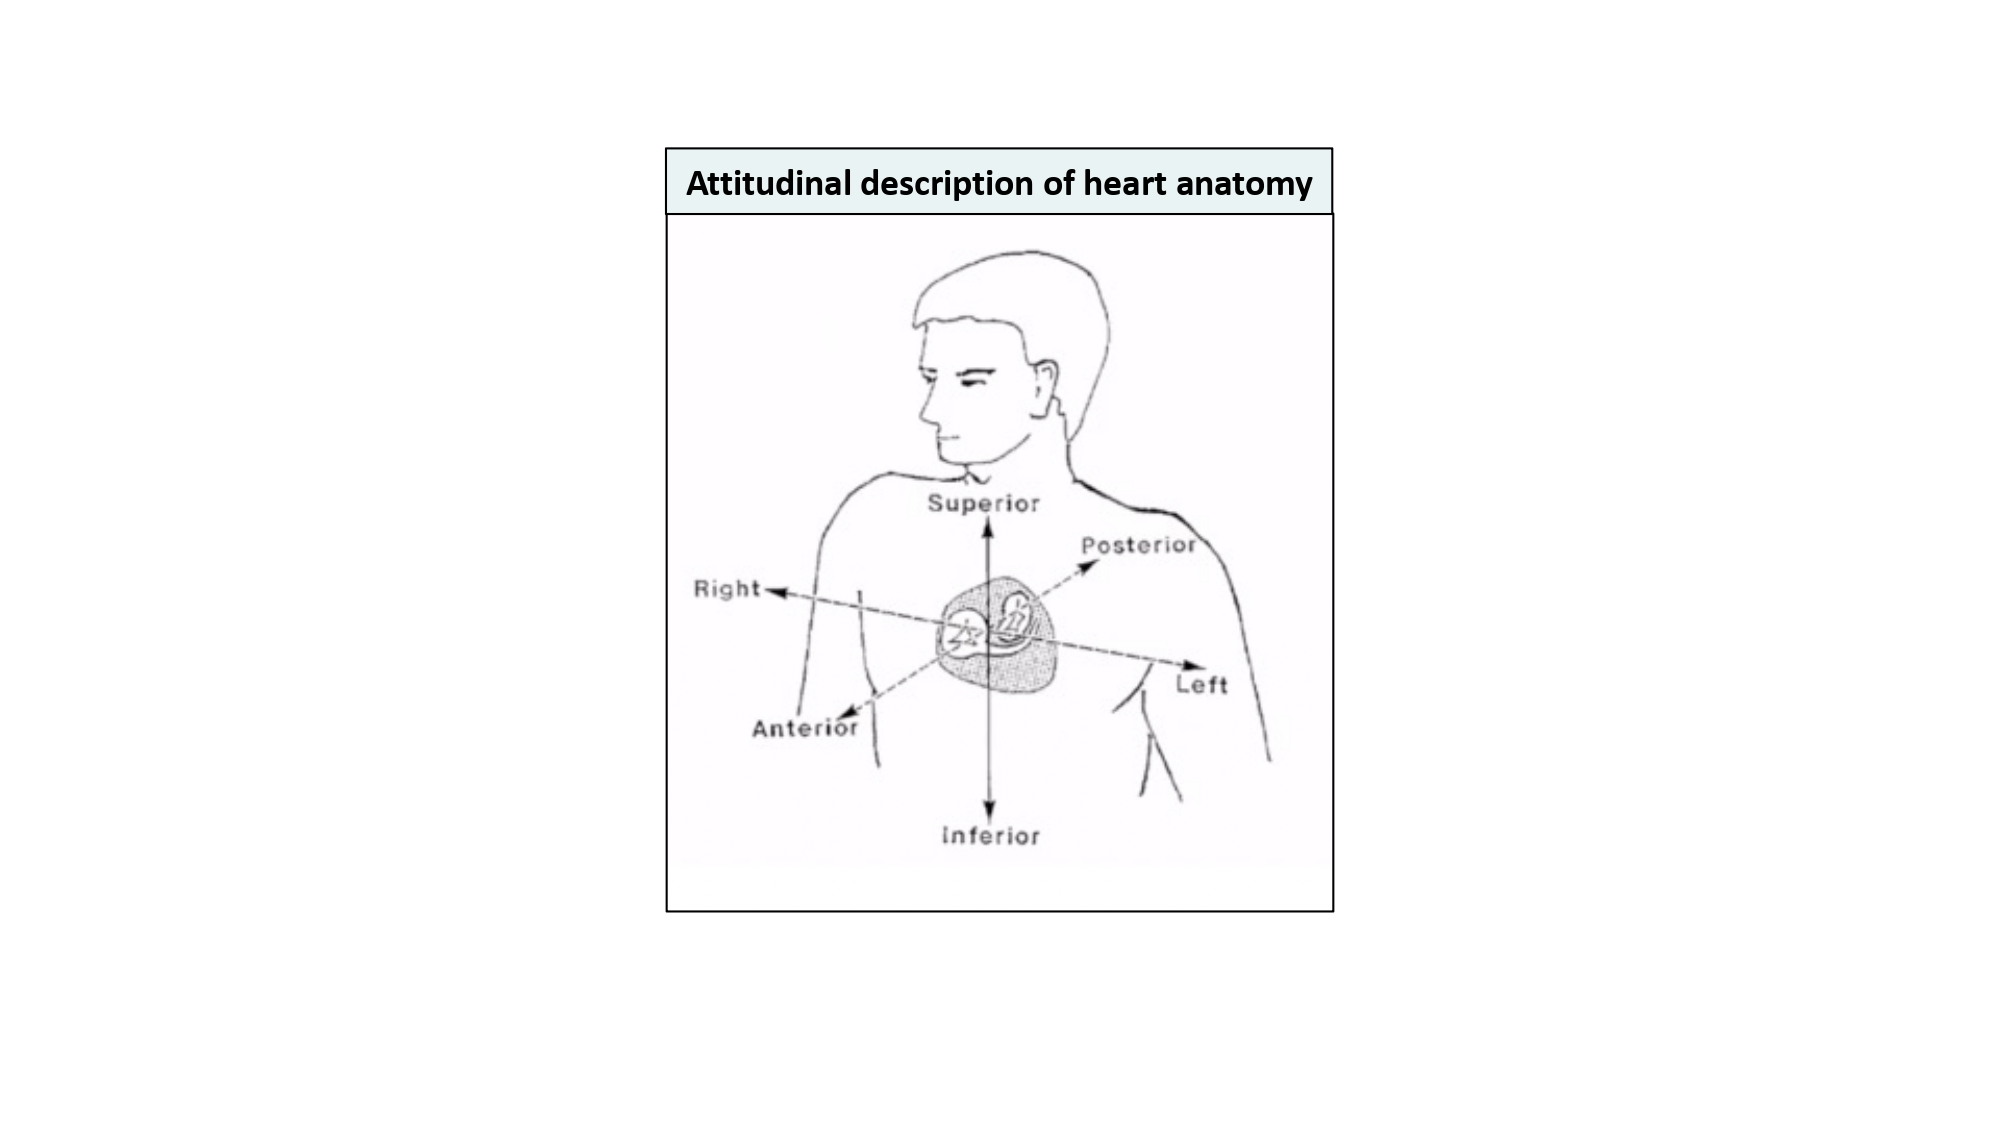 Attitudinal description of heart anatomy
Superior
Posterior
Right
Left
Anterior
Inferior